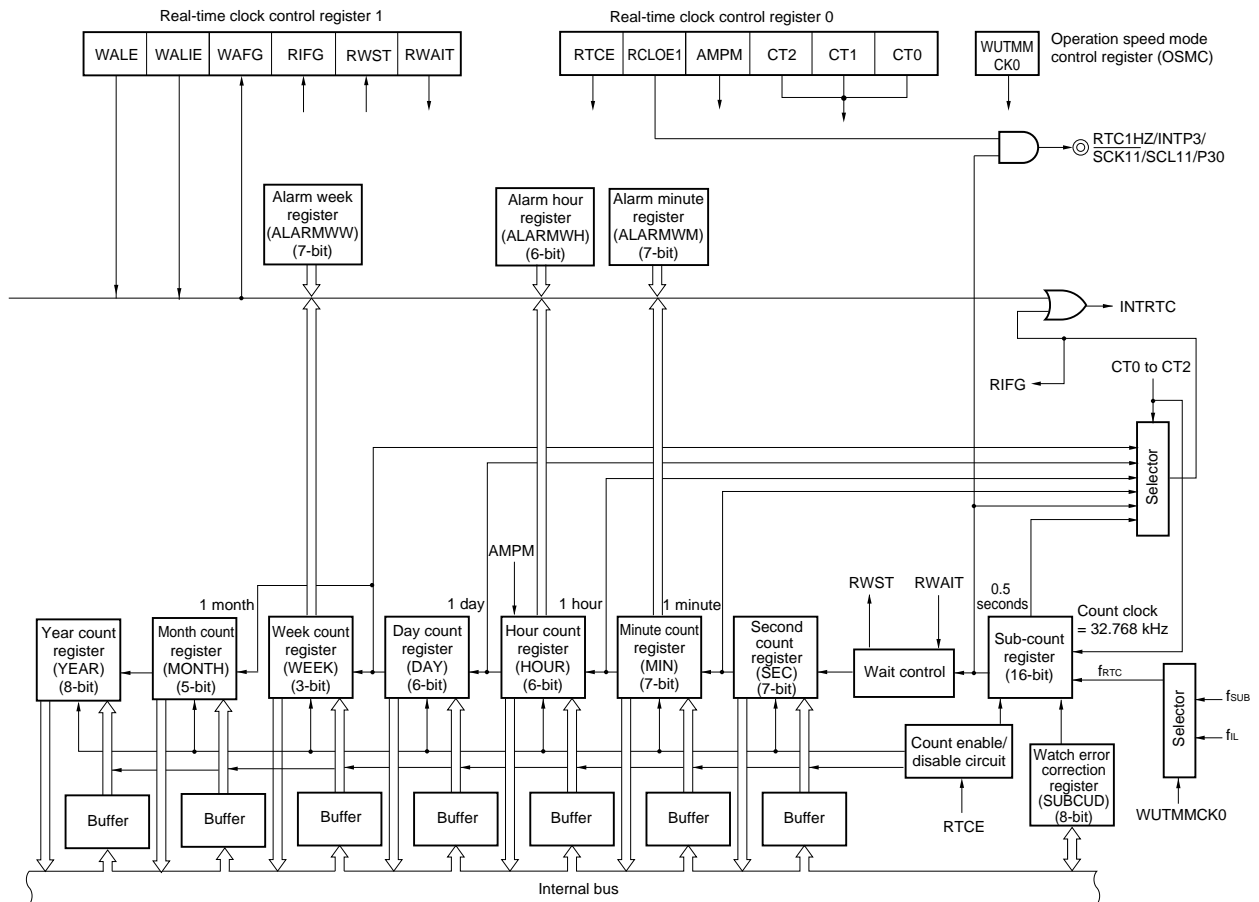 Real-time clock control register 1
Real-time clock control register 0
WALE WALIE WAFG RIFG RWST RWAIT
RTCE RCLOE1 AMPM CT2 CT1 CT0
WUTMM
CK0
Operation speed mode
control register (OSMC)
RTC1HZ/INTP3/
SCK11/SCL11/P30
Alarm week
register
(ALARMWW)
(7-bit)
Alarm hour
register
(ALARMWH)
(6-bit)
Alarm minute
register
(ALARMWM)
(7-bit)
INTRTC
RIFG
CT0 to CT2
Selector
AMPM
RWST
RWAIT
0.5
seconds
1 month
1 day
1 hour
1 minute
Count clock
= 32.768 kHz
Year count
register
(YEAR)
(8-bit)
Month count
register
(MONTH)
(5-bit)
Week count
register
(WEEK)
(3-bit)
Day count
register
(DAY)
(6-bit)
Hour count
register
(HOUR)
(6-bit)
Minute count
register
(MIN)
(7-bit)
Second
count
register
(SEC)
(7-bit)
Wait control
Sub-count
register
(16-bit)
fRTC
Selector
fSUB
fIL
WUTMMCK0
Count enable/
disable circuit
RTCE
Watch error
correction
register
(SUBCUD)
(8-bit)
Buffer
Buffer
Buffer
Buffer
Buffer
Buffer
Buffer
Internal bus